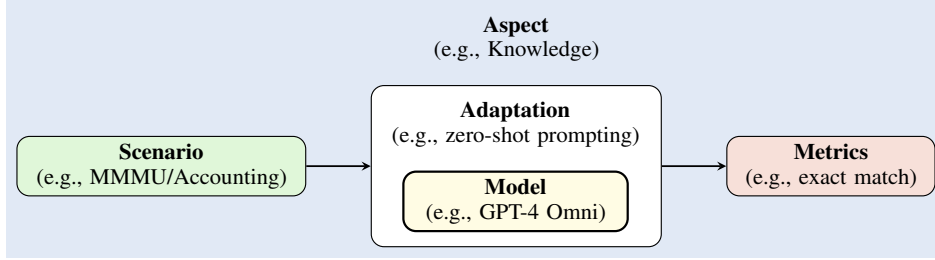 Aspect
(e.g., Knowledge)
Adaptation
(e.g., zero-shot prompting)
Scenario
(e.g., MMMU/Accounting)
Model
(e.g., GPT-4 Omni)
Metrics
(e.g., exact match)